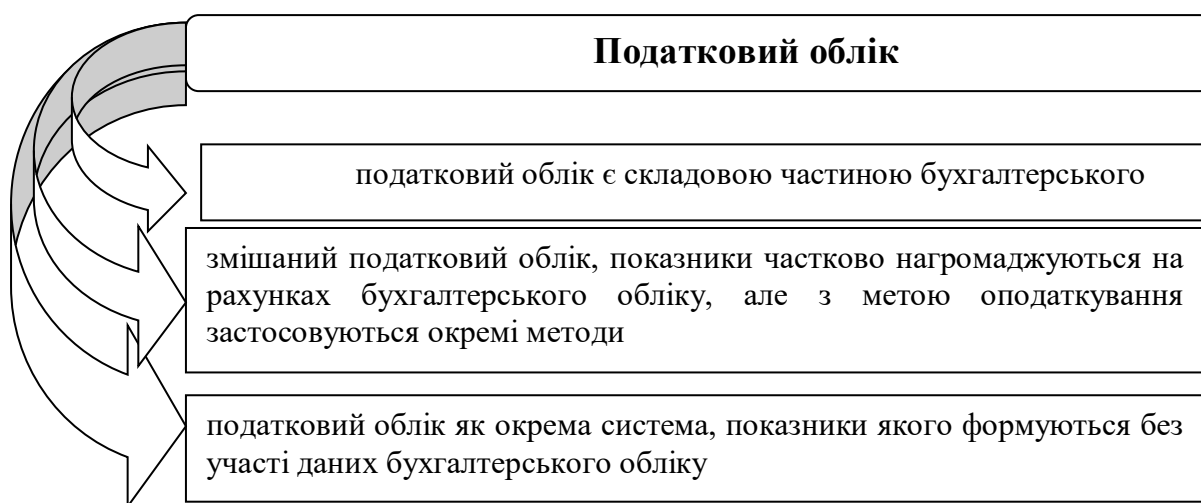 Податковий облік
податковий облік є складовою частиною бухгалтерського
змішаний податковий облік, показники частково нагромаджуються на
рахунках бухгалтерського обліку, але з метою оподаткування
застосовуються окремі методи
податковий облік як окрема система, показники якого формуються без
участі даних бухгалтерського обліку